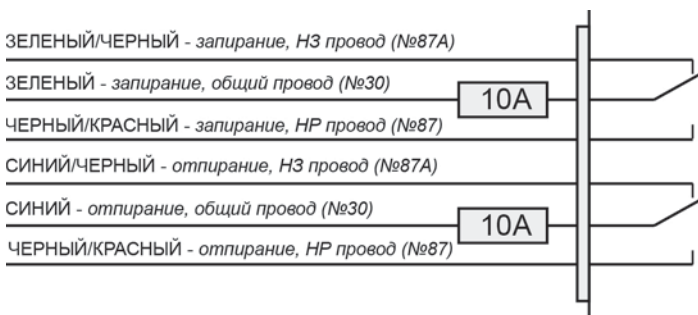 ЗЕЛЕНЫЙ/ЧЕРНЫЙ - запирание, НЗ провод (№87А)
ЗЕЛЕНЫЙ - запирание, общий провод (№30)
10А
ЧЕРНЫЙ/КРАСНЫЙ - запирание, НР провод (№87)
СИНИЙ/ЧЕРНЫЙ - отпирание, НЗ провод (№87А)
СИНИЙ - отпирание, общий провод (№30)
10А
ЧЕРНЫЙ/КРАСНЫЙ - отпирание, НР провод (№87)